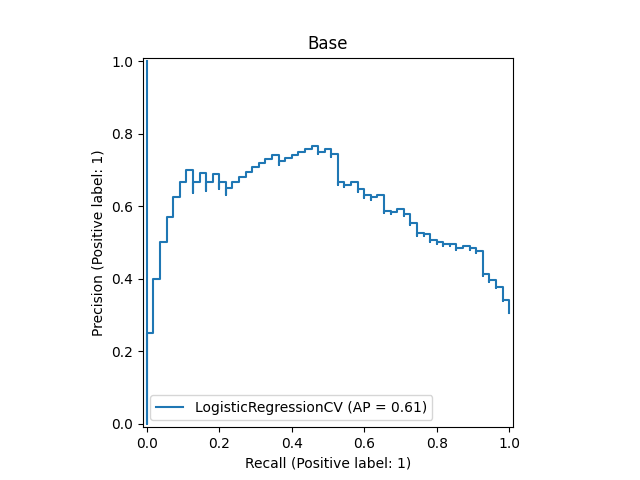 Base
1.0
0.8
0.6
0.4
0.2
0.0
Precision (Positive label: 1)
LogisticRegressionCV (AP = 0.61)
0.0 0.2 0.4 0.6 0.8 1.0
Recall (Positive label: 1)